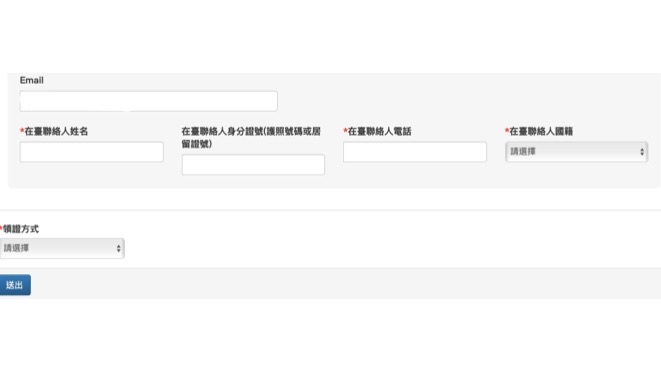 Email
*在臺聯絡人姓名
在臺聯絡人身分證號(護照號碼或居
留證號)
*在臺聯絡人電話
*在臺聯絡人國籍
請選擇
*領證方式
請選擇
送出